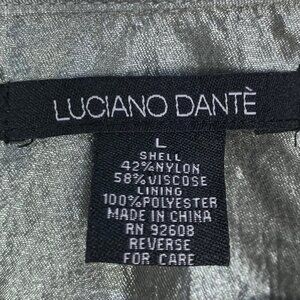 LUCIANO DANTÈ
L
SHELL
42%NYLON
58%VISCOSE
LINING
100%POLYESTER
MADE IN CHINA
RN 92608
REVERSE
FOR CARE